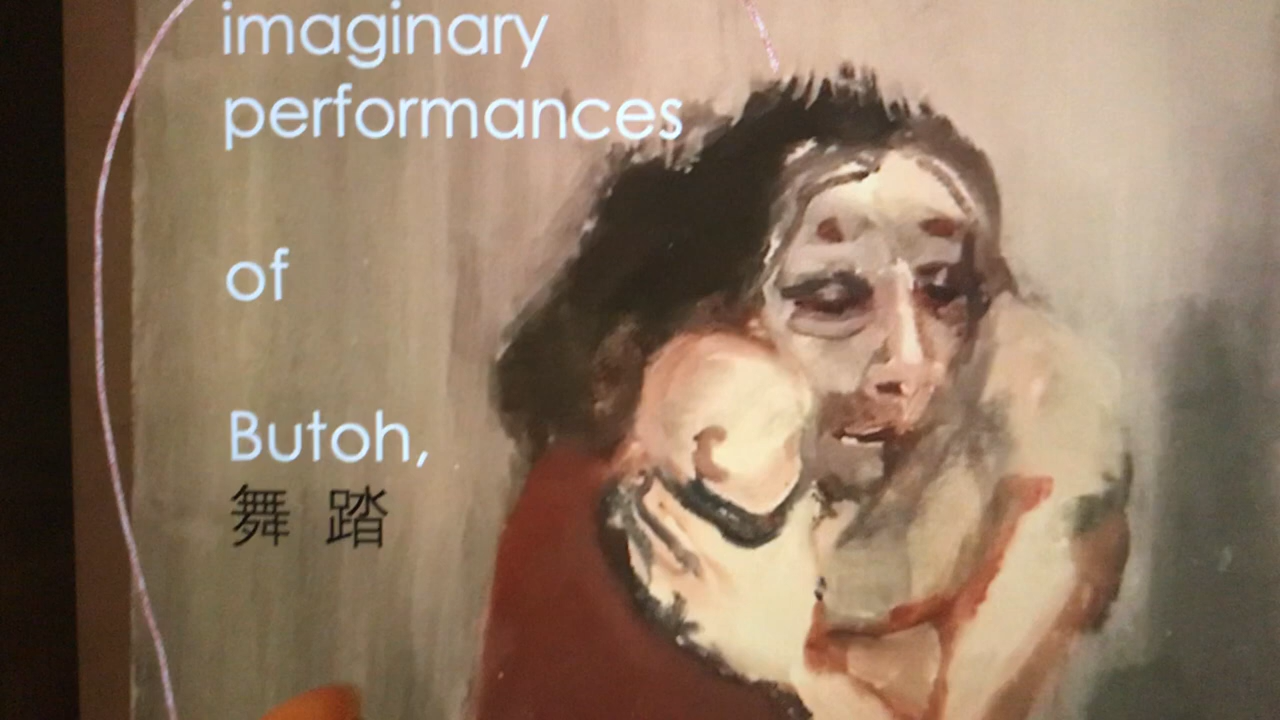 imaginary
performances
of
Butoh,
舞 踏